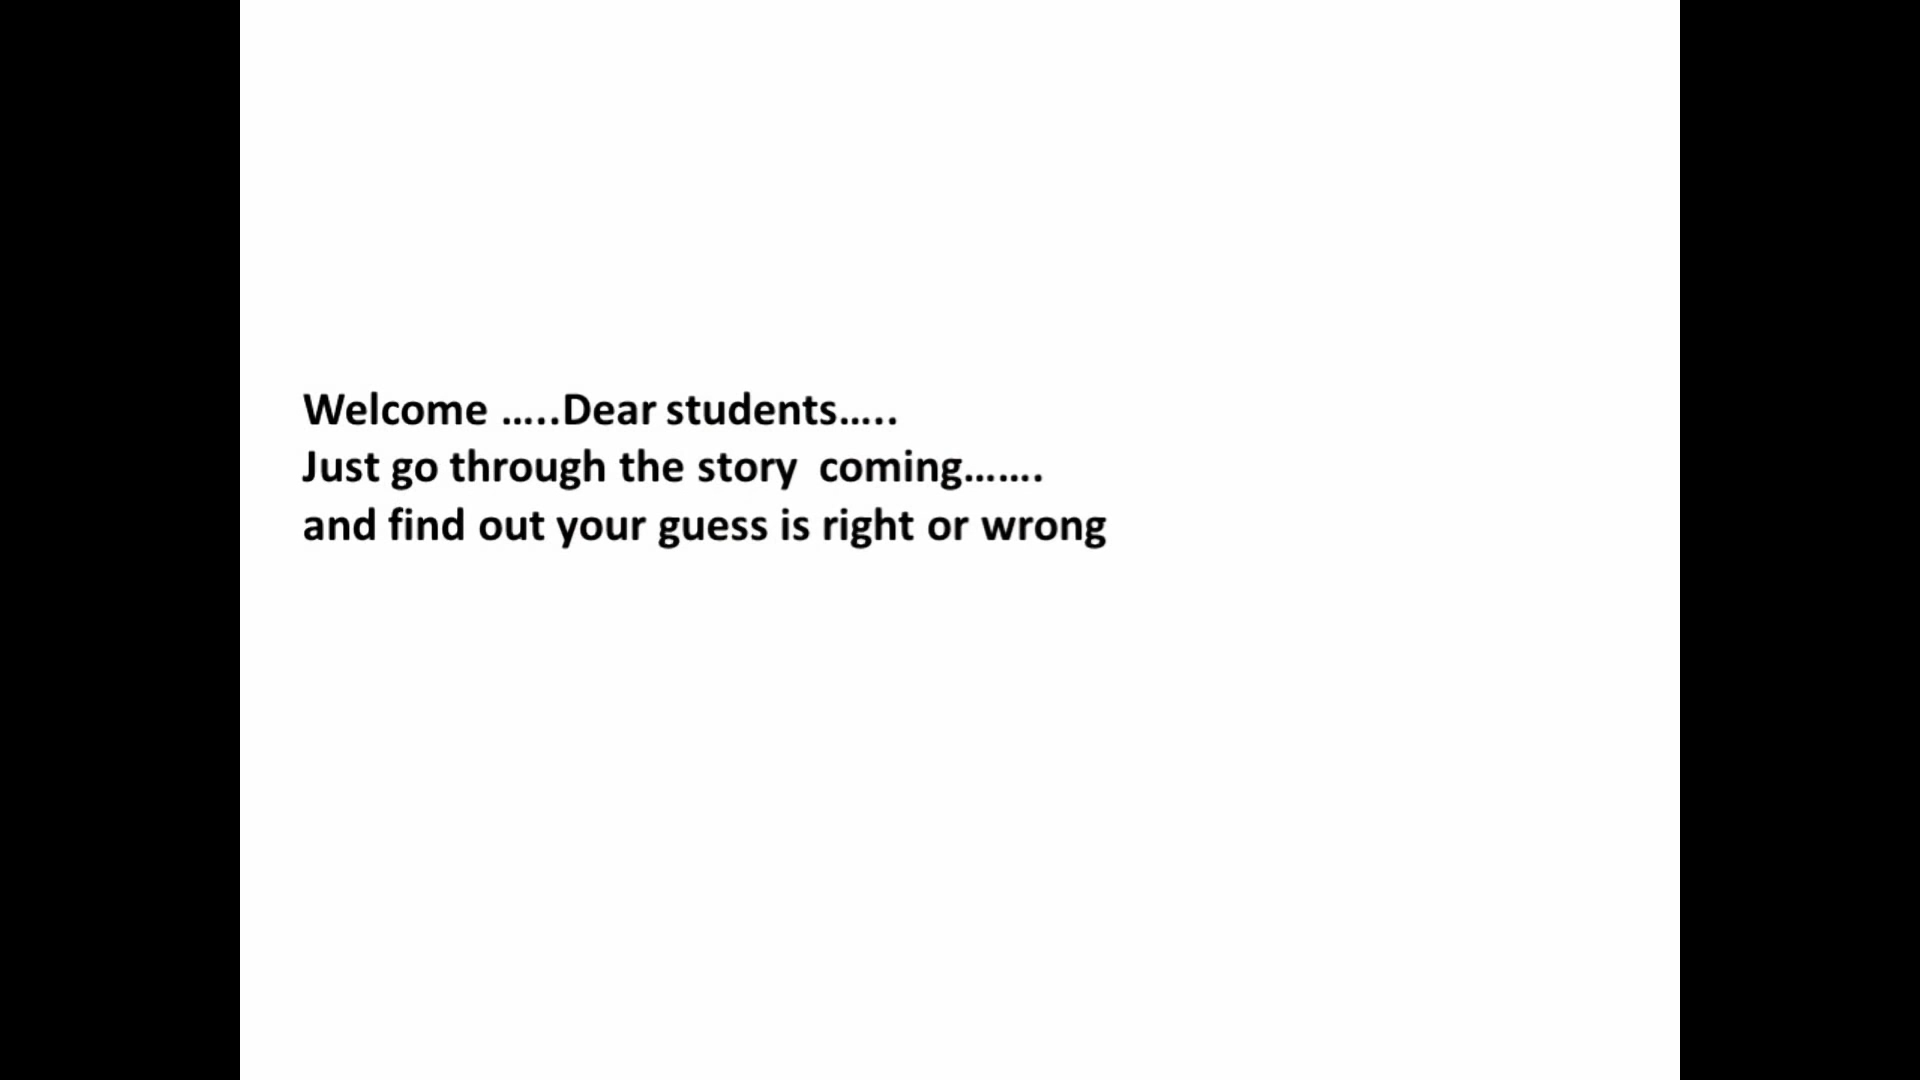 Welcome …..Dear students…..
Just go through the story  coming…….
and find out your guess is right or wrong